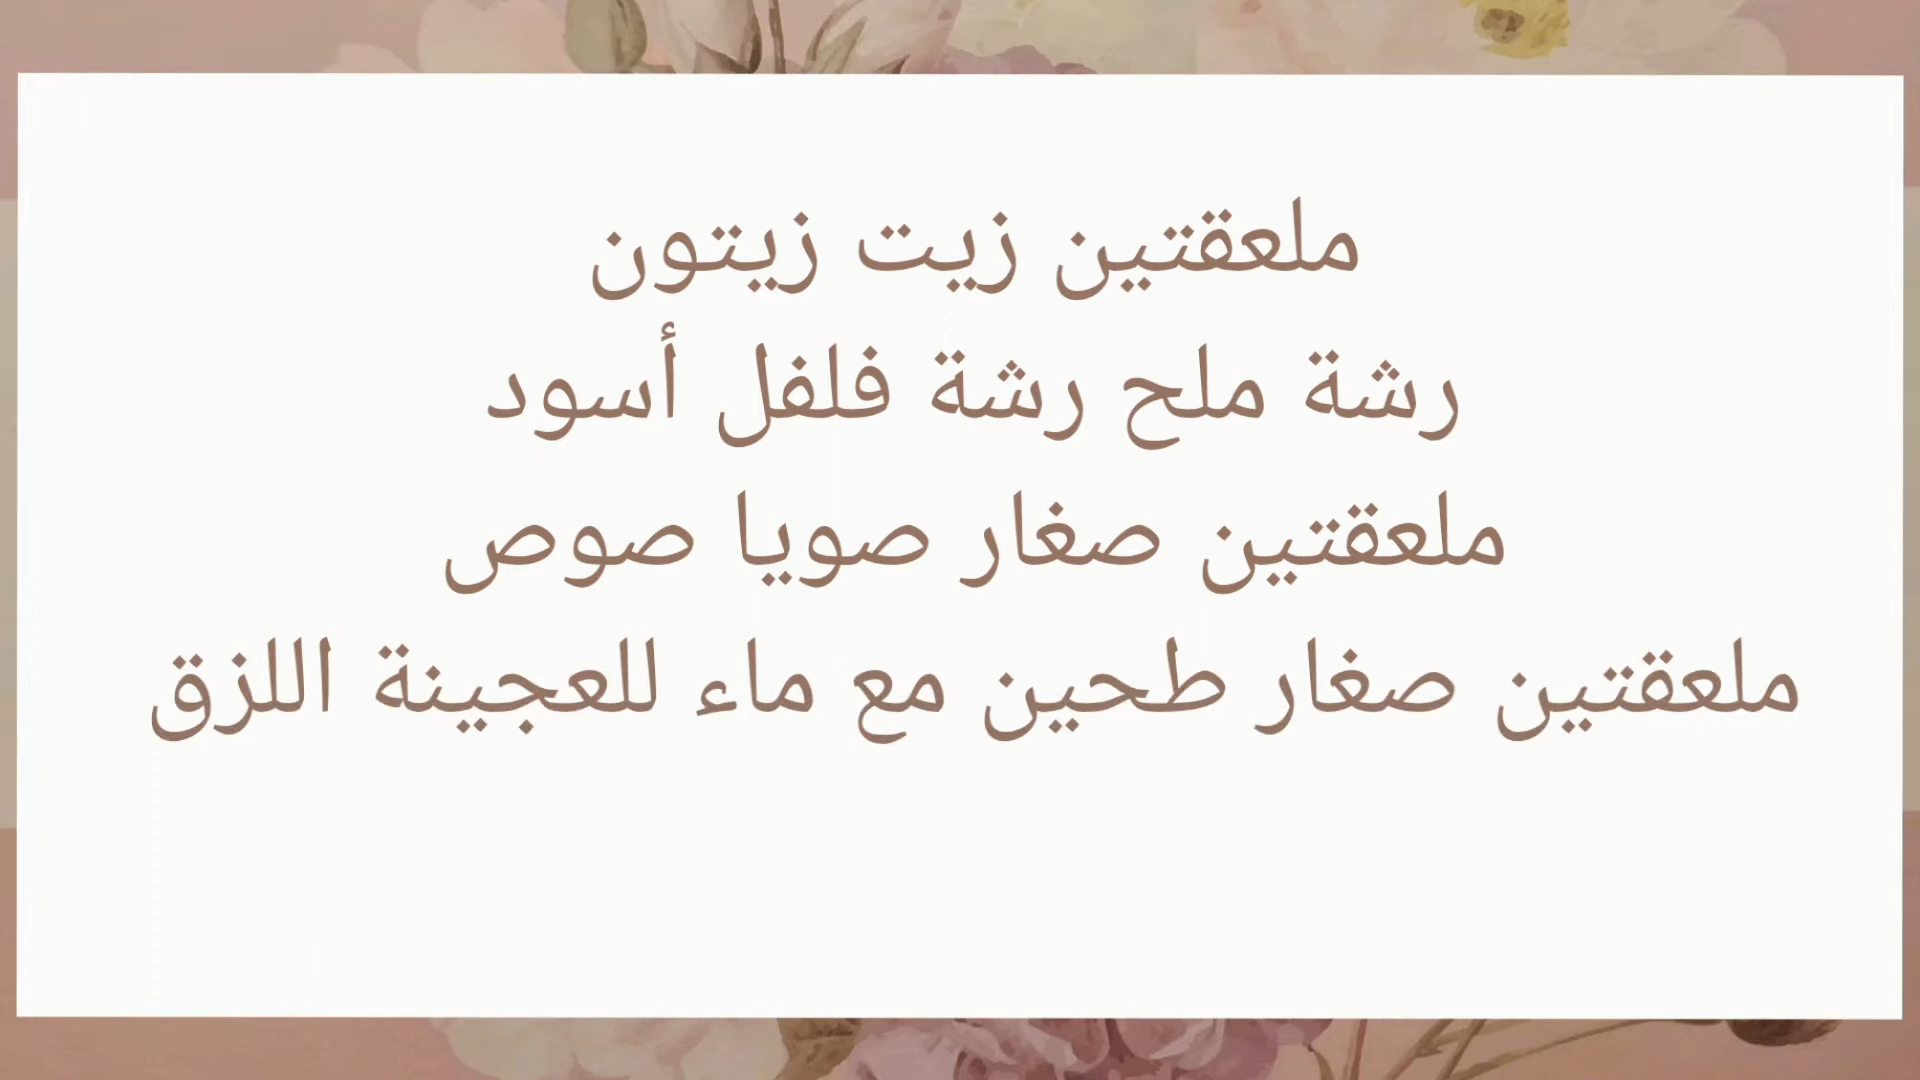 ملعقتين زيت زيتون
رشة ملح رشة فلفل أسود
ملعقتين صغار صويا صوص
ملعقتين صغار طحين مع ماء للعجينة اللزق